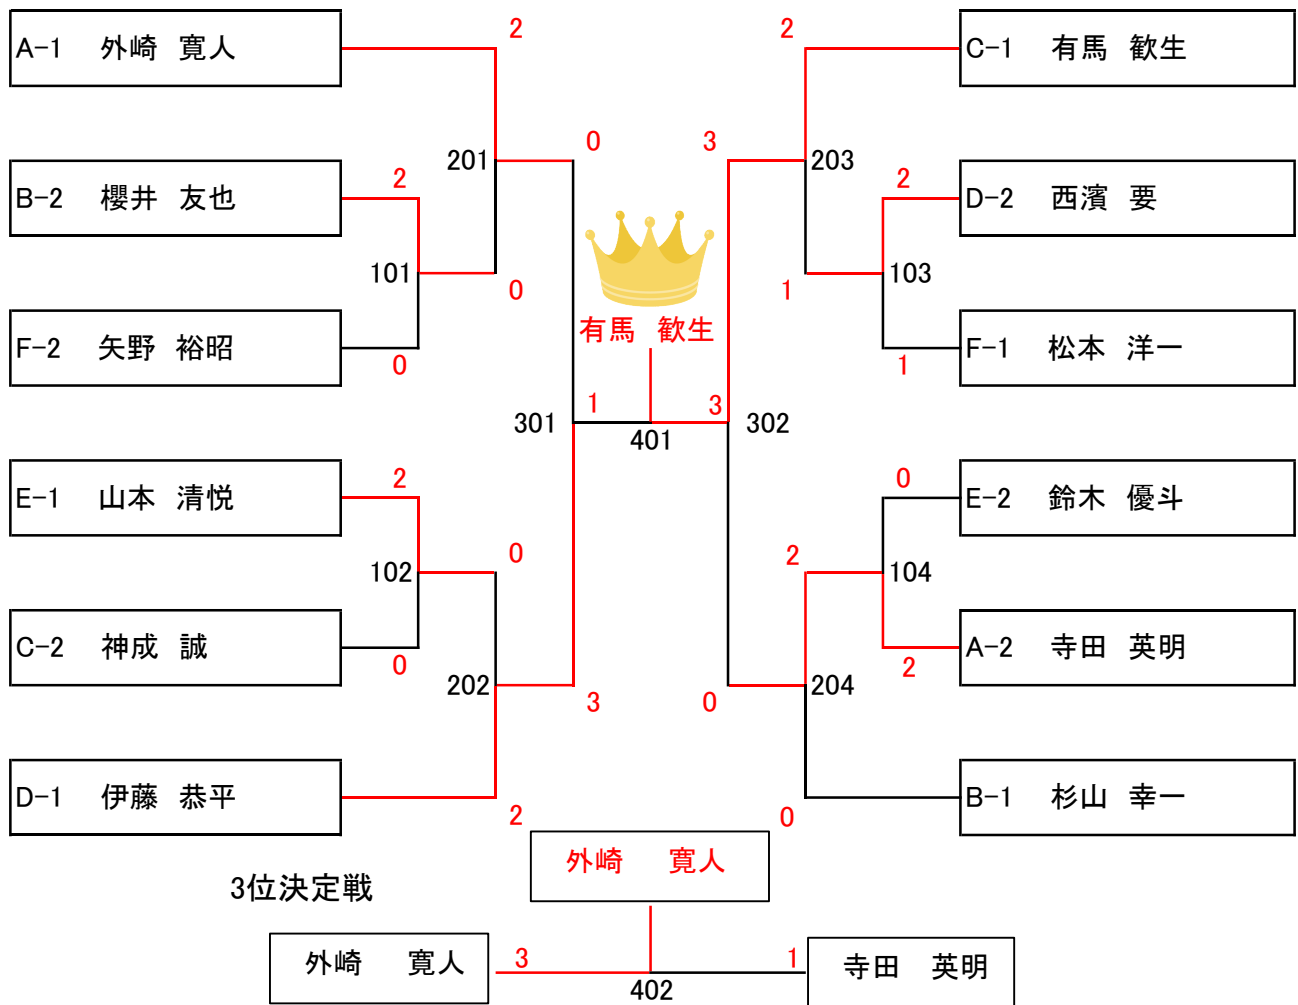 2
2
A-1 外崎 寛人
C-1 有馬 歓生
0
3
201
203
2
2
B-2 櫻井 友也
D-2 西濱 要
101
103
0
1
有馬 歓生
F-2 矢野 裕昭
F-1 松本 洋一
0
1
1
3
301
401
302
2
0
E-1 山本 清悦
E-2 鈴木 優斗
0
2
102
104
C-2 神成 誠
A-2 寺田 英明
0
2
202
204
3
0
D-1 伊藤 恭平
B-1 杉山 幸一
2
0
外崎 寛人
3位決定戦
外崎 寛人
3
1
寺田 英明
402